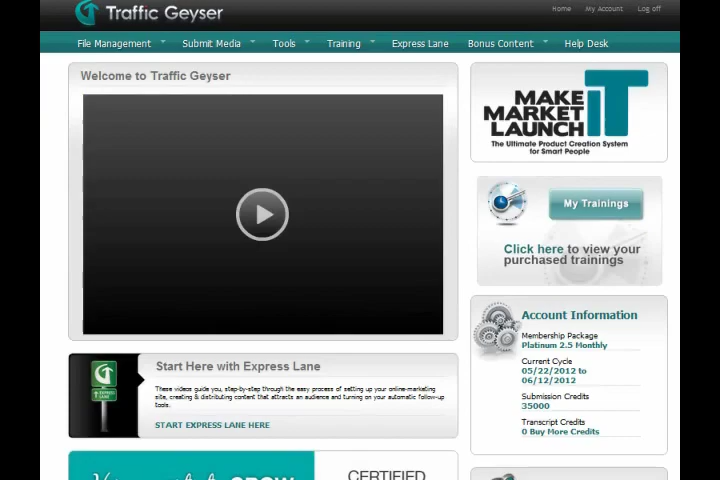 Traffic Geyser
Home My Account Log off
File Management Submit Media Tools Training Express Lane Bonus Content Help Desk
Welcome to Traffic Geyser
MAKE
MARKET
LAUNCH
IT
The Ultimate Product Creation System
for Smart People
My Trainings
Click here to view your
purchased trainings
Account Information
Membership Package
Platinum 2.5 Monthly
Current Cycle
05/22/2012 to
06/12/2012
Submission Credits
35000
Transcript Credits
0 Buy More Credits
Start Here with Express Lane
These videos guide you, step-by-step through the easy process of setting up your online-marketing
site, creating & distributing content that attracts an audience and turning on your automatic follow-up
tools.
START EXPRESS LANE HERE
EXPRESS
LANE
CERTIFIED